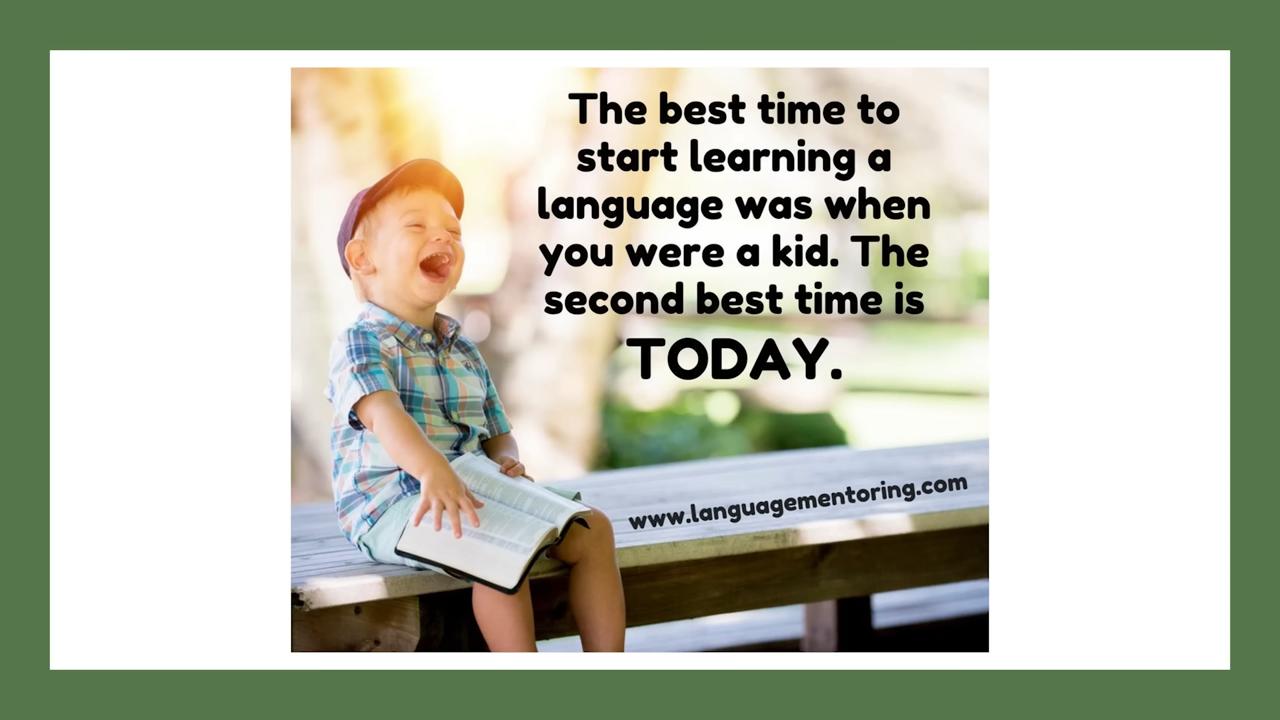 The best time to
start learning a
language was when
you were a kid. The
second best time is
TODAY.
www.languagementoring.com